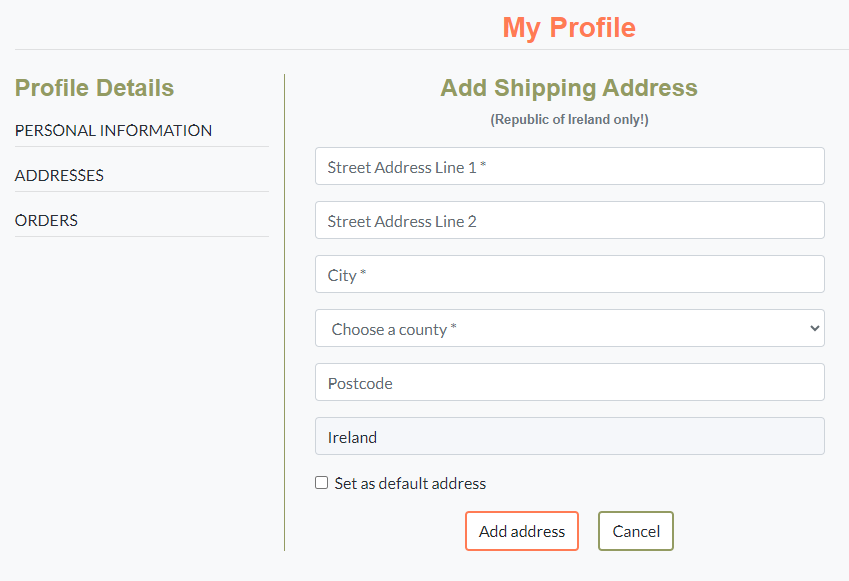 My Profile
Profile Details
PERSONAL INFORMATION
ADDRESSES
ORDERS
Add Shipping Address
(Republic of Ireland only!)
Street Address Line 1 *
Street Address Line 2
City *
Choose a county *
Postcode
Ireland
Set as default address
Add address Cancel